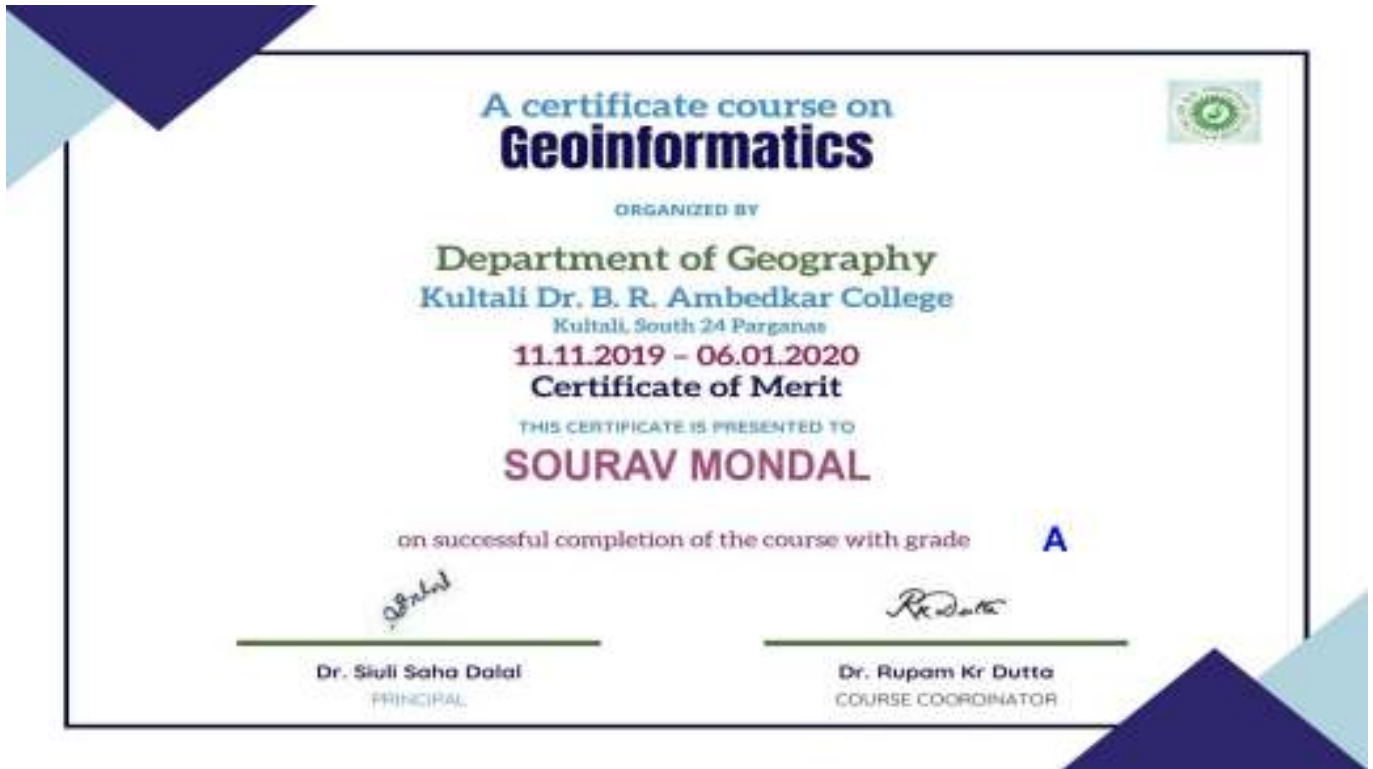 A certificate course on
Geoinformatics
ORGANIZED BY
Department of Geography
Kultali Dr. B. R. Ambedkar College
Kultali, South 24 Parganas
11.11.2019 – 06.01.2020
Certificate of Merit
THIS CERTIFICATE IS PRESENTED TO
SOURAV MONDAL
on successful completion of the course with grade A
Dr. Siuli Saha Dalal
PRINCIPAL
RK Dutta
Dr. Rupam Kr Dutta
COURSE COORDINATOR